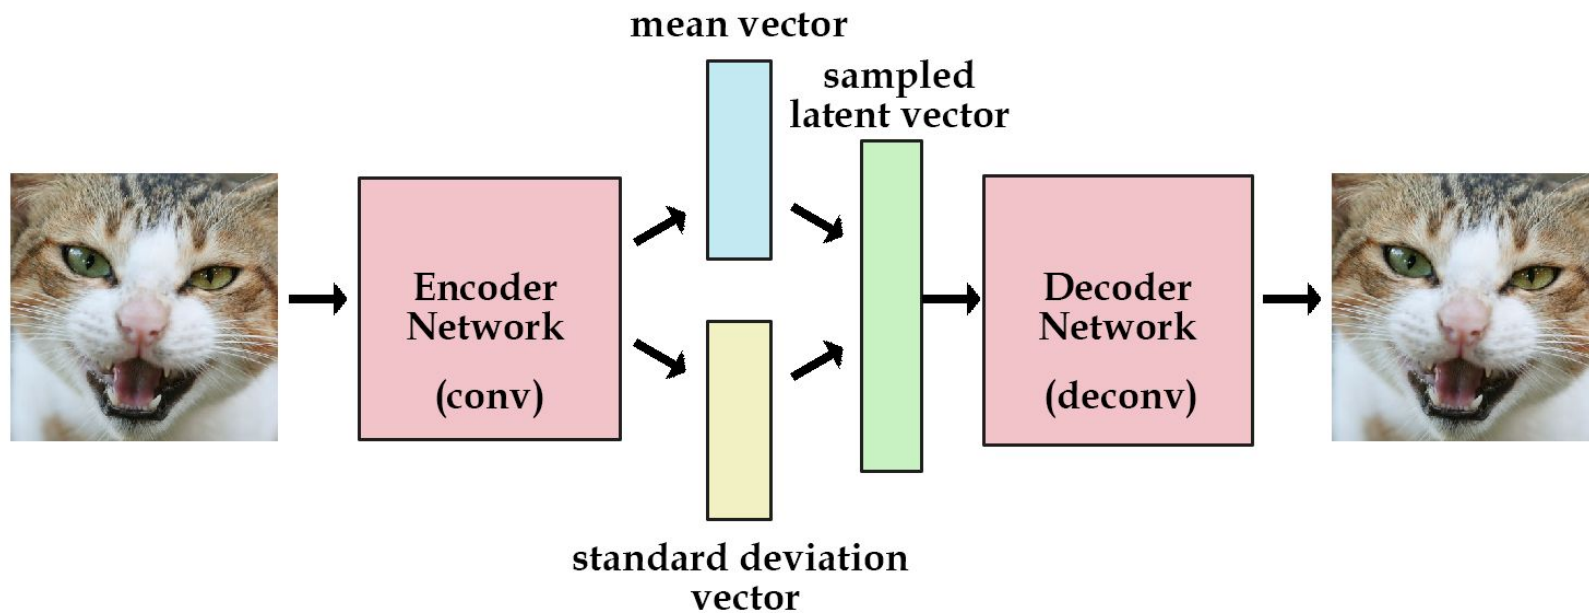 mean vector
sampled
latent vector
Encoder
Network
(conv)
Decoder
Network
(deconv)
standard deviation
vector